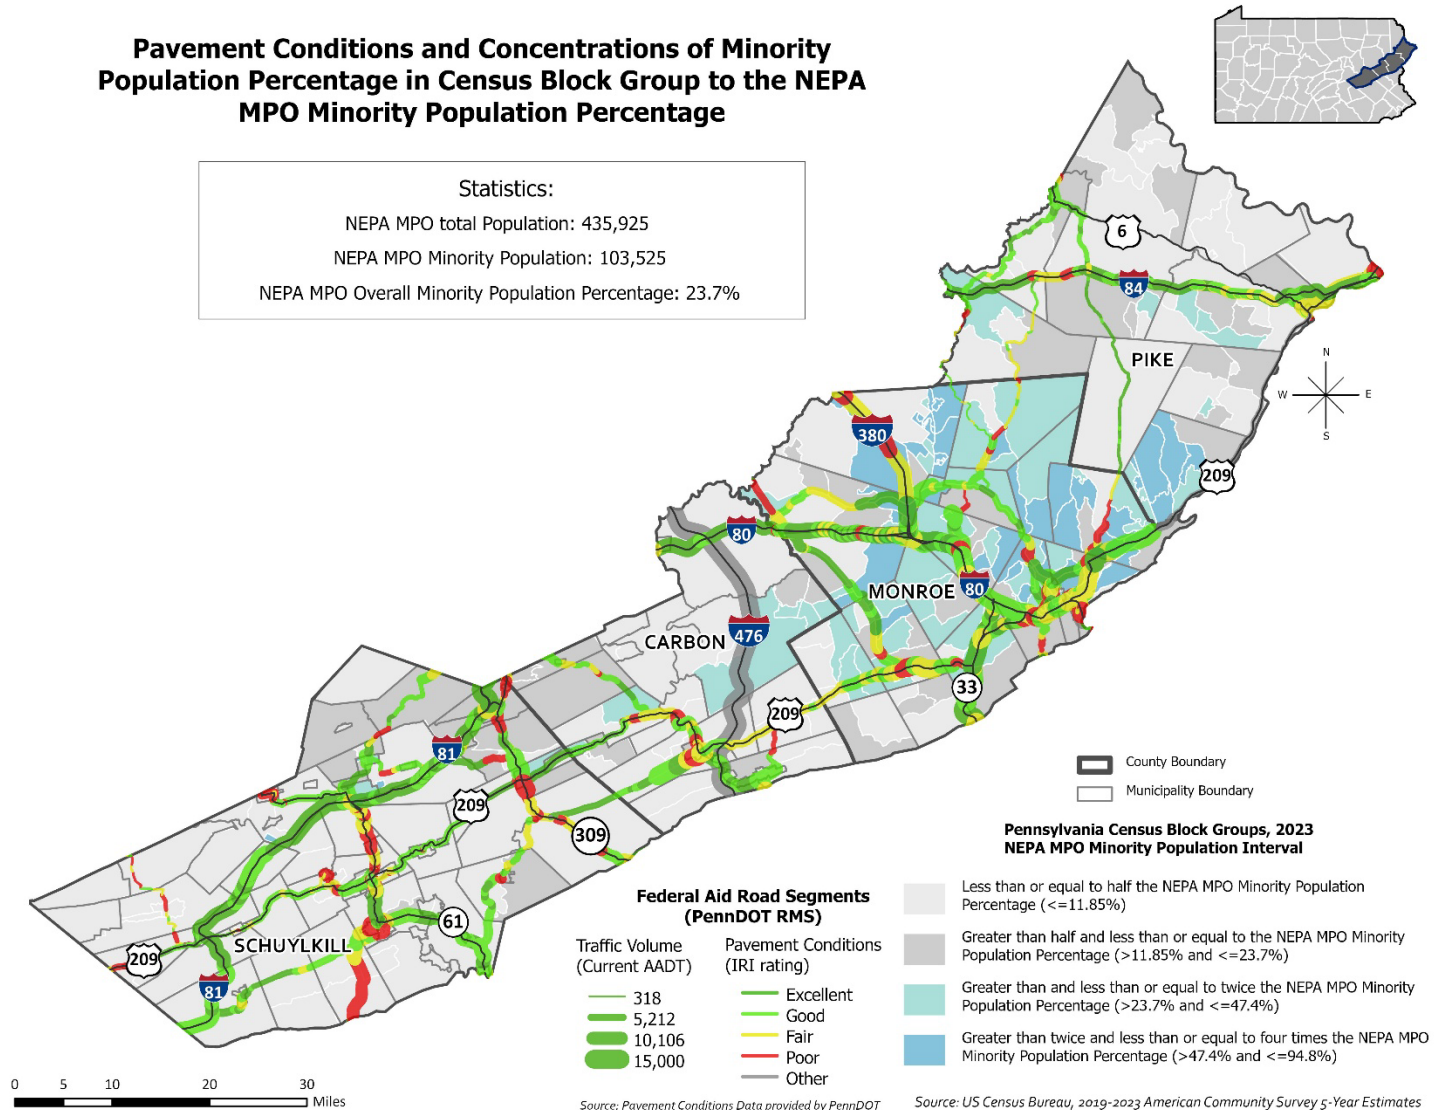 Pavement Conditions and Concentrations of Minority
Population Percentage in Census Block Group to the NEPA
MPO Minority Population Percentage
Statistics:
NEPA MPO total Population: 435,925
NEPA MPO Minority Population: 103,525
NEPA MPO Overall Minority Population Percentage: 23.7%
6
84
PIKE
N
W
E
S
380
209
80
MONROE
80
CARBON
476
33
209
81
209
309
61
SCHUYLKILL
209
81
County Boundary
Municipality Boundary
Pennsylvania Census Block Groups, 2023
NEPA MPO Minority Population Interval
Less than or equal to half the NEPA MPO Minority Population
Percentage (<=11.85%)
Greater than half and less than or equal to the NEPA MPO Minority
Population Percentage (>11.85% and <=23.7%)
Greater than and less than or equal to twice the NEPA MPO Minority
Population Percentage (>23.7% and <=47.4%)
Greater than twice and less than or equal to four times the NEPA MPO
Minority Population Percentage (>47.4% and <=94.8%)
Federal Aid Road Segments
(PennDOT RMS)
Traffic Volume
(Current AADT)
318
5,212
10,106
15,000
Pavement Conditions
(IRI rating)
Excellent
Good
Fair
Poor
Other
0 5 10 20 30
Miles
Source: Pavement Conditions Data provided by PennDOT
Source: US Census Bureau, 2019-2023 American Community Survey 5-Year Estimates